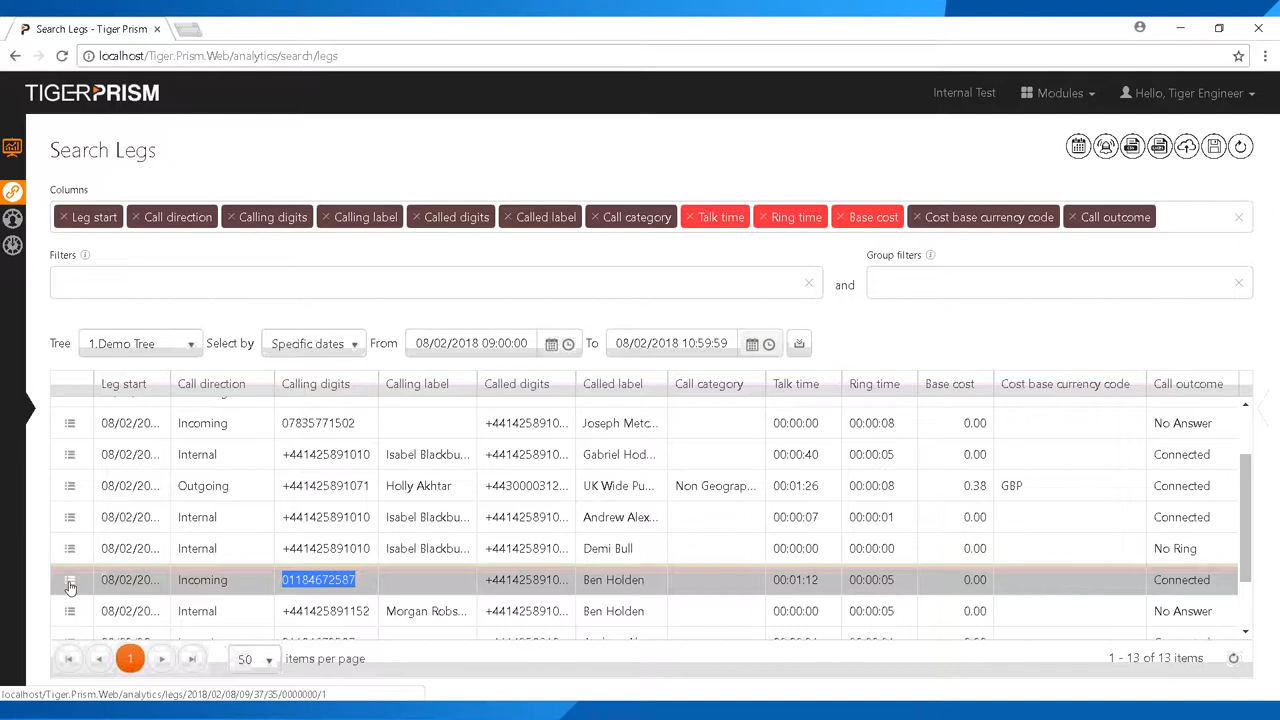 Search Legs - Tiger Prism
localhost/Tiger.Prism.Web/analytics/search/legs
TIGER PRISM
Internal Test
Modules
Hello, Tiger Engineer
Search Legs
Columns
Leg start
Call direction
Calling digits
Calling label
Called digits
Called label
Call category
Talk time
Ring time
Base cost
Cost base currency code
Call outcome
Filters
Group filters
and
Tree 1.Demo Tree Select by Specific dates From 08/02/2018 09:00:00 To 08/02/2018 10:59:59
Leg start Call direction Calling digits Calling label Called digits Called label Call category Talk time Ring time Base cost Cost base currency code Call outcome
08/02/20... Incoming 07835771502 +4414258910... Joseph Metc... 00:00:00 00:00:08 0.00 No Answer
08/02/20... Internal +441425891010 Isabel Blackbu... +4414258910... Gabriel Hod... 00:00:40 00:00:05 0.00 Connected
08/02/20... Outgoing +441425891071 Holly Akhtar +4430000312... UK Wide Pu... Non Geograp... 00:01:26 00:00:08 0.38 GBP Connected
08/02/20... Internal +441425891010 Isabel Blackbu... +4414258910... Andrew Alex... 00:00:07 00:00:01 0.00 Connected
08/02/20... Internal +441425891010 Isabel Blackbu... +4414258910... Demi Bull 00:00:00 00:00:00 0.00 No Ring
08/02/20... Incoming 01184672587 +4414258910... Ben Holden 00:01:12 00:00:05 0.00 Connected
08/02/20... Internal +441425891152 Morgan Robs... +4414258910... Ben Holden 00:00:00 00:00:05 0.00 No Answer
1
50 items per page
1 - 13 of 13 items
localhost/Tiger.Prism.Web/analytics/legs/2018/02/08/09/37/35/0000000/1